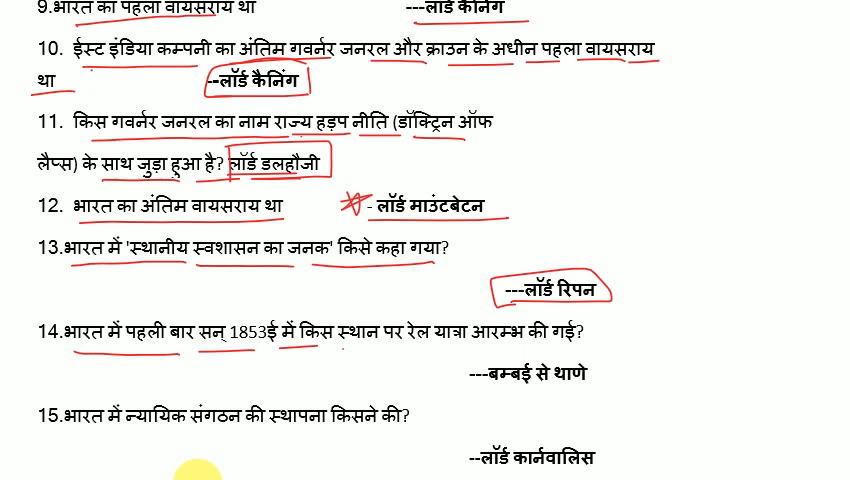 9.भारत का पहला वायसराय था ---लॉर्ड कैनिंग
10. ईस्ट इंडिया कम्पनी का अंतिम गवर्नर जनरल और क्राउन के अधीन पहला वायसराय
था --लॉर्ड कैनिंग
11. किस गवर्नर जनरल का नाम राज्य हड़प नीति (डॉक्ट्रिन ऑफ
लैप्स) के साथ जुड़ा हुआ है? लॉर्ड डलहौजी
12. भारत का अंतिम वायसराय था - लॉर्ड माउंटबेटन
13.भारत में 'स्थानीय स्वशासन का जनक' किसे कहा गया?
---लॉर्ड रिपन
14.भारत में पहली बार सन् 1853ई में किस स्थान पर रेल यात्रा आरम्भ की गई?
---बम्बई से थाणे
15.भारत में न्यायिक संगठन की स्थापना किसने की?
--लॉर्ड कार्नवालिस